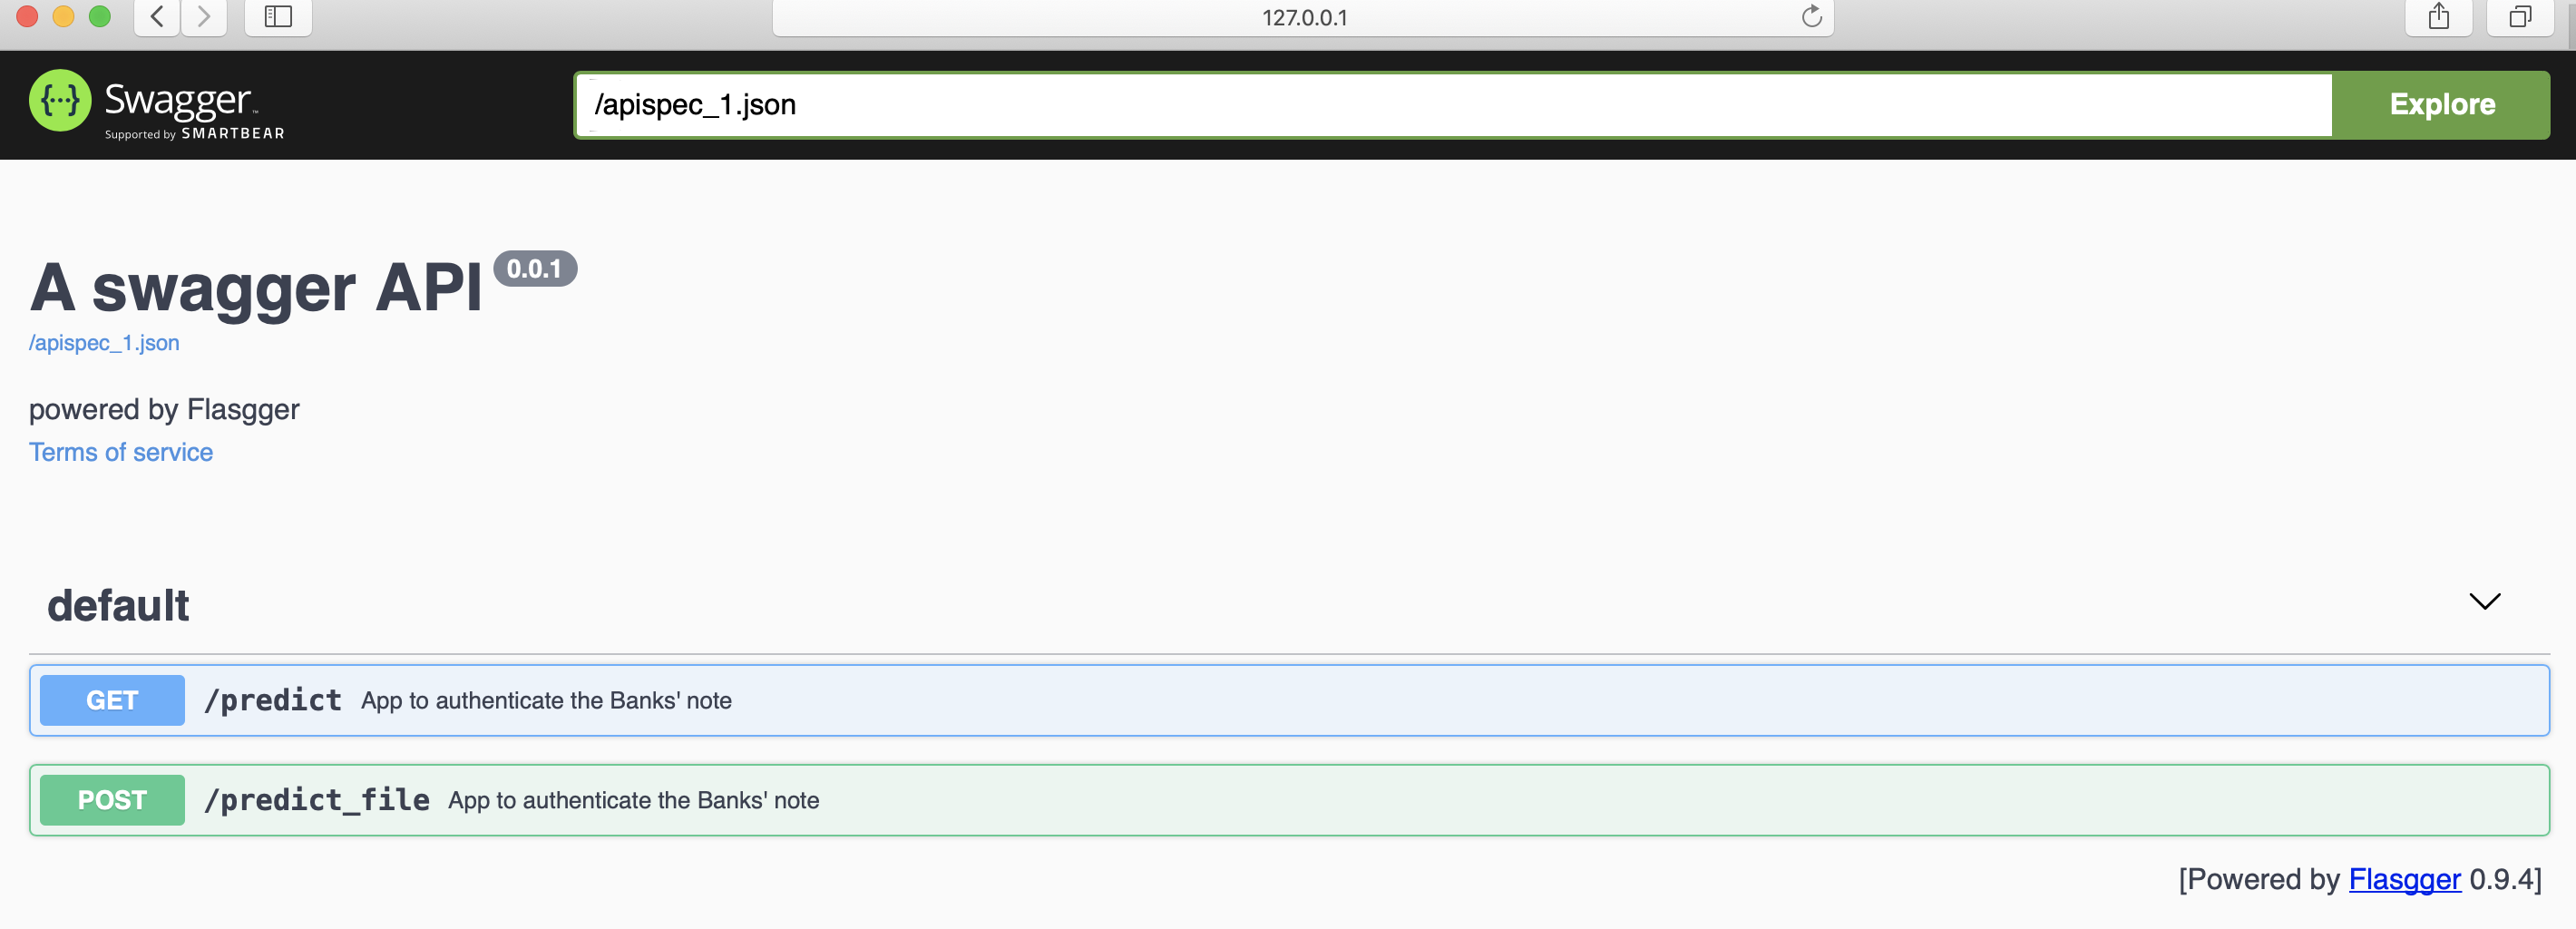 127.0.0.1
Swagger™
Supported by SMARTBEAR
/apispec_1.json
Explore
A swagger API 0.0.1
/apispec_1.json
powered by Flasgger
Terms of service
default
GET /predict App to authenticate the Banks' note
POST /predict_file App to authenticate the Banks' note
[Powered by Flasgger 0.9.4]